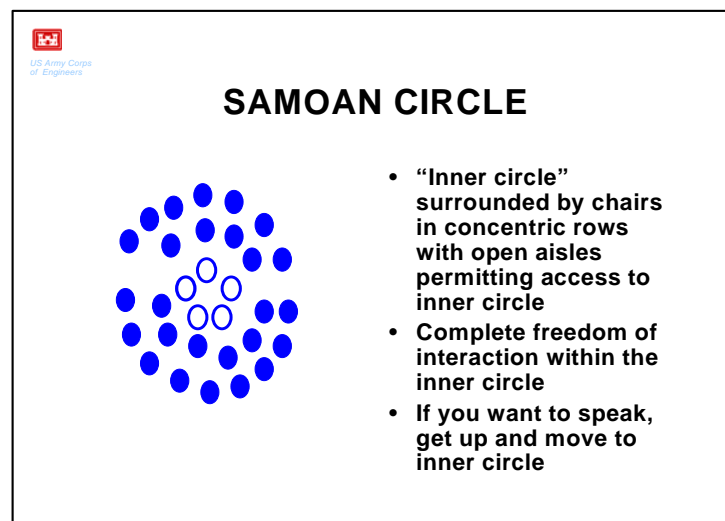 US Army Corps
of Engineers
SAMOAN CIRCLE
• “Inner circle”
surrounded by chairs
in concentric rows
with open aisles
permitting access to
inner circle
• Complete freedom of
interaction within the
inner circle
• If you want to speak,
get up and move to
inner circle